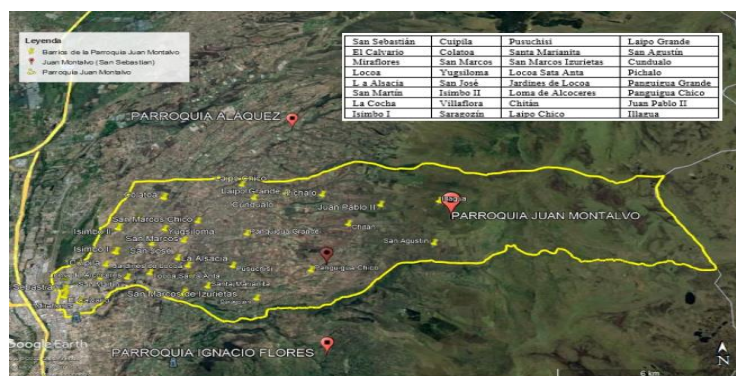 Leyenda
Barrios de la Parroquia Juan Montalvo
Juan Montalvo (San Sebastian)
Parroquia Juan Montalvo
San Sebastián Cuipila Pusuchisi Laipo Grande
El Calvario Colatoa Santa Marianita San Agustín
Miraflores San Marcos San Marcos Izurietas Cundualo
Locoa Yugsiloma Locoa Sata Anta Pichalo
L a Alsacia San José Jardines de Locoa Panguigua Grande
San Martín Isimbo II Loma de Alcoceres Panguigua Chico
La Cocha Villaflora Chitán Juan Pablo II
Isimbo I Saragozín Laipo Chico Illagua
PARROQUIA ALAQUEZ
Laipo Chico
Colatoa
Laipo Grande
Pichalo
Cundualo
Juan Pablo II
Illagua
PARROQUIA JUAN MONTALVO
San Marcos Chico
Isimbo II
Yugsiloma
Panguigua Grande
Chitán
San Marcos
San Agustín
Isimbo I
San Jose
La Alsacia
Pusuchisi
Panguigua Chico
Santa Marianita
San Marcos de Izurietas
PARROQUIA IGNACIO FLORES
Google Earth
N
6 km